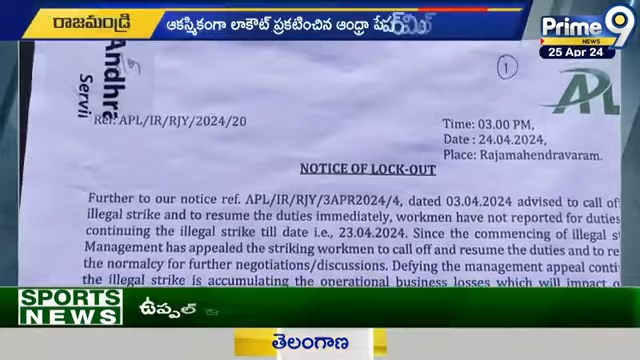 రాజమండ్రి
ఆకస్మికంగా లాకౌట్ ప్రకటించిన ఆంధ్రా పేపర్‌మిల్
Prime9
NEWS
25 Apr 24
1
Andhra
APL
Ref: APL/IR/RJY/2024/20
Time: 03.00 PM,
Date : 24.04.2024,
Place: Rajamahendravaram.
NOTICE OF LOCK-OUT
Further to our notice ref. APL/IR/RJY/3APR2024/4, dated 03.04.2024 advised to call of
illegal strike and to resume the duties immediately, workmen have not reported for duties
continuing the illegal strike till date i.e., 23.04.2024. Since the commencing of illegal st
Management has appealed the striking workmen to call off and resume the duties and to re
the normalcy for further negotiations/discussions. Defying the management appeal conti
the illegal strike is accumulating the operational business losses which will impact o
SPORTS
NEWS
ఉప్పల్
తెలంగాణ